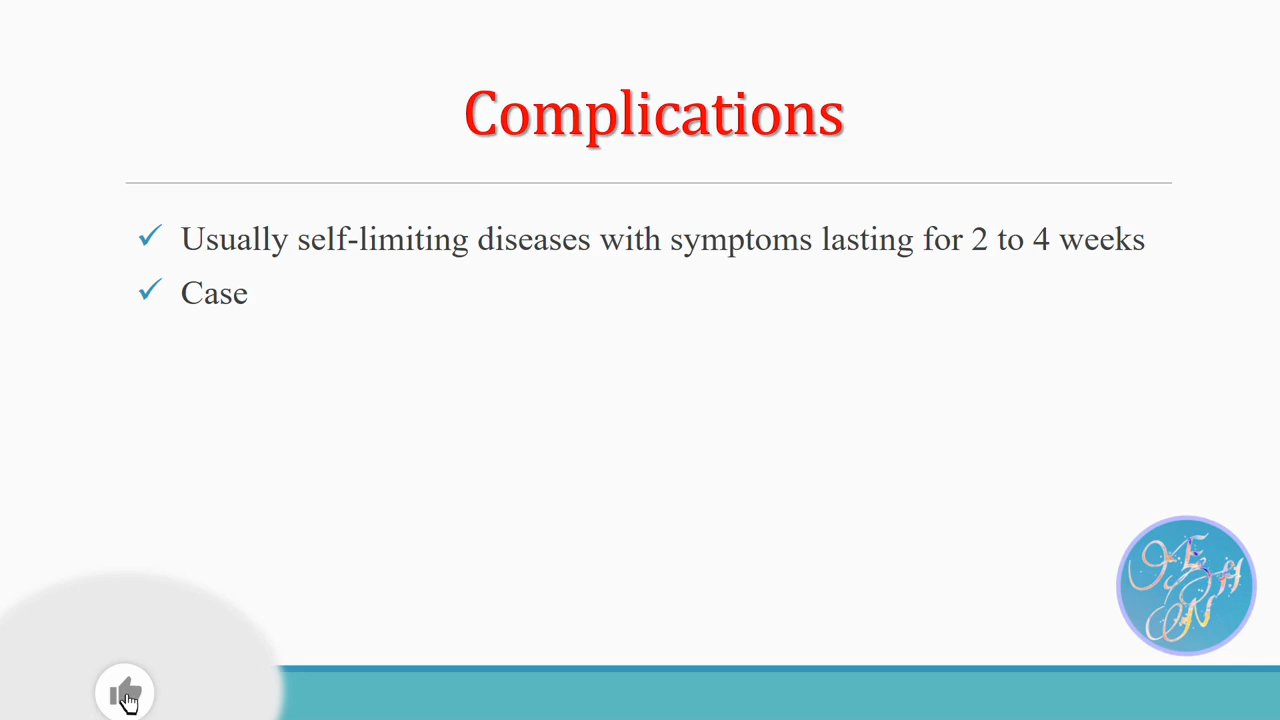 Complications
Usually self-limiting diseases with symptoms lasting for 2 to 4 weeks
Case